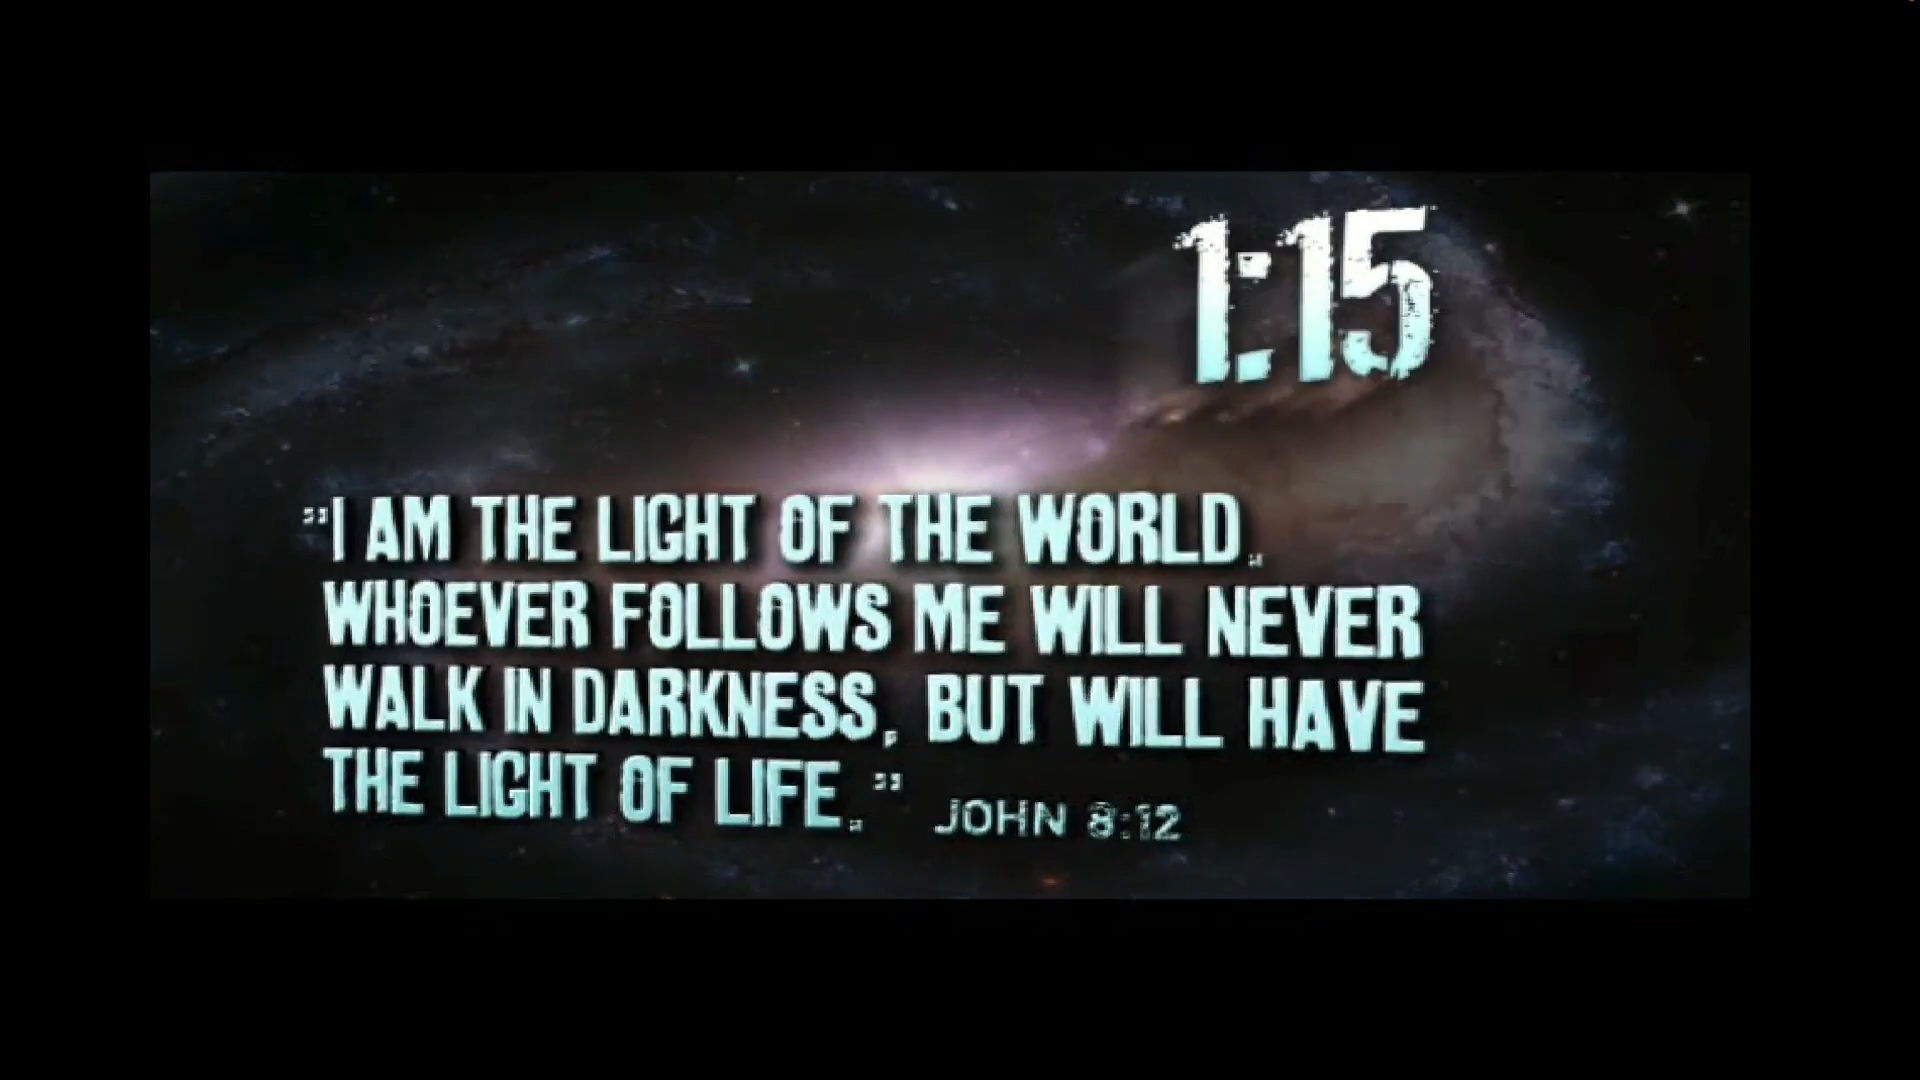 1:15
"I AM THE LIGHT OF THE WORLD.
WHOEVER FOLLOWS ME WILL NEVER
WALK IN DARKNESS, BUT WILL HAVE
THE LIGHT OF LIFE." JOHN 8:12